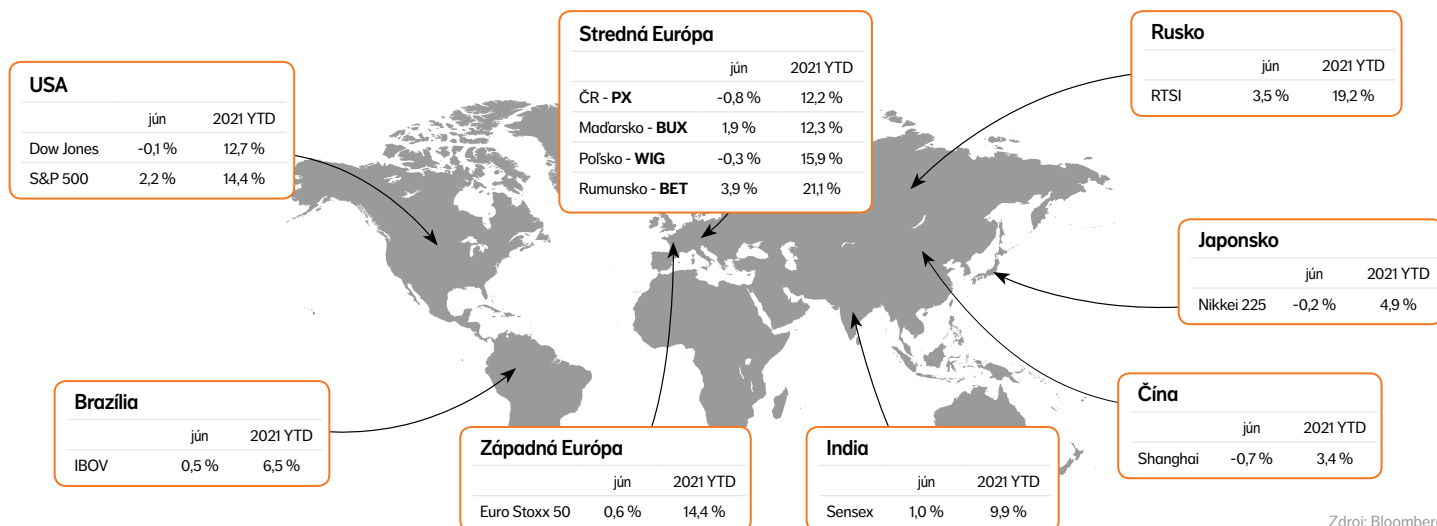 USA
jún 2021 YTD
Dow Jones -0,1 % 12,7 %
S&P 500 2,2 % 14,4 %
Stredná Európa
jún 2021 YTD
ČR - PX -0,8 % 12,2 %
Maďarsko - BUX 1,9 % 12,3 %
Poľsko - WIG -0,3 % 15,9 %
Rumunsko - BET 3,9 % 21,1 %
Rusko
jún 2021 YTD
RTSI 3,5 % 19,2 %
Japonsko
jún 2021 YTD
Nikkei 225 -0,2 % 4,9 %
Brazília
jún 2021 YTD
IBOV 0,5 % 6,5 %
Západná Európa
jún 2021 YTD
Euro Stoxx 50 0,6 % 14,4 %
India
jún 2021 YTD
Sensex 1,0 % 9,9 %
Čína
jún 2021 YTD
Shanghai -0,7 % 3,4 %
Zdroj: Bloomberg